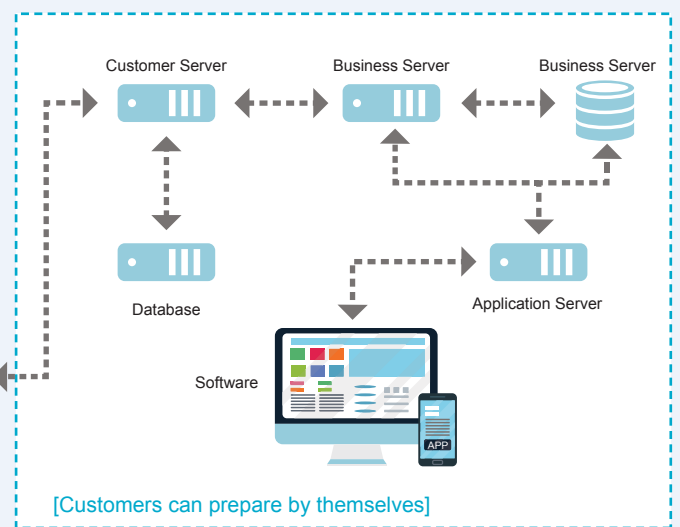 Customer Server
Business Server
Business Server
Database
Application Server
Software
APP
[Customers can prepare by themselves]